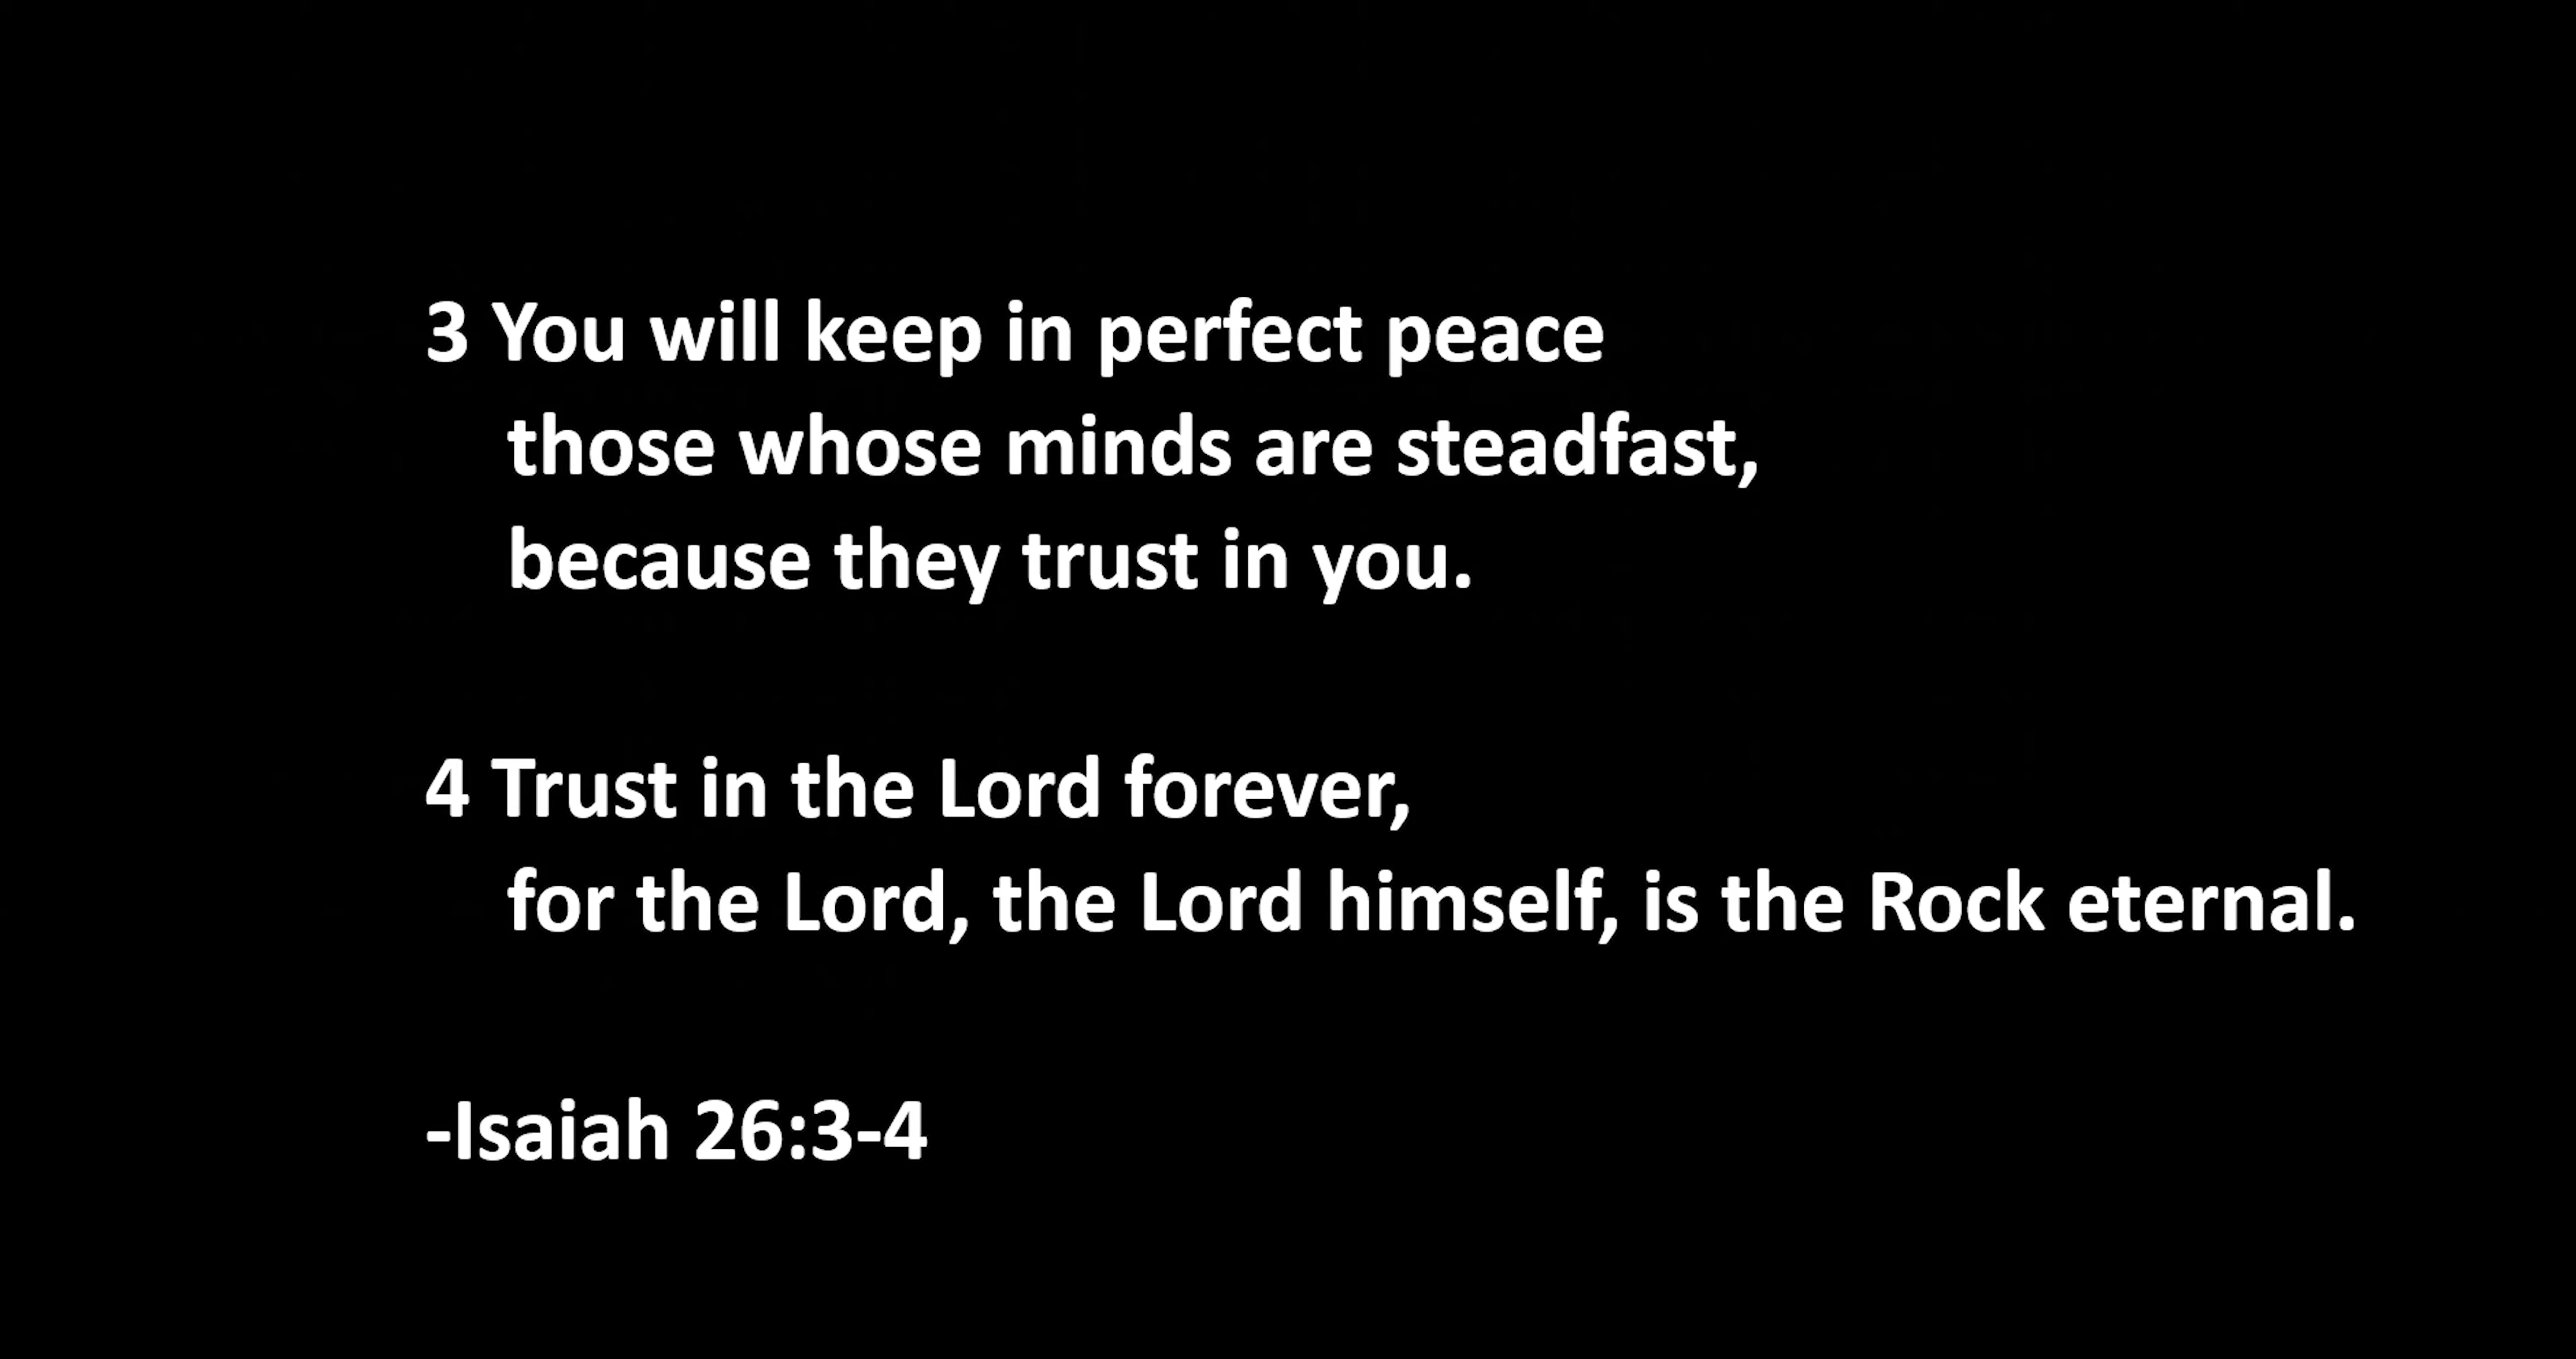 3 You will keep in perfect peace
those whose minds are steadfast,
because they trust in you.
4 Trust in the Lord forever,
for the Lord, the Lord himself, is the Rock eternal.
-Isaiah 26:3-4